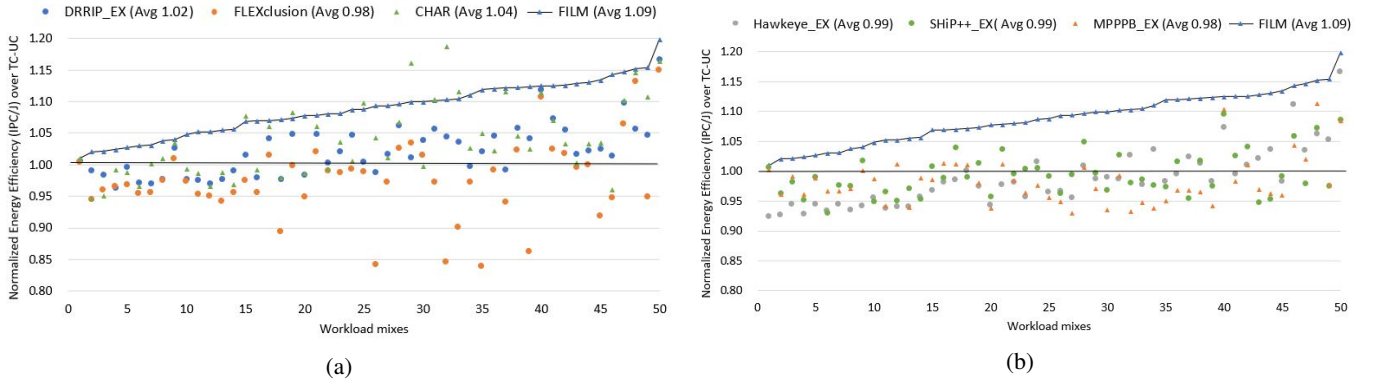 DRRIP_EX (Avg 1.02) FLEXclusion (Avg 0.98) CHAR (Avg 1.04) FILM (Avg 1.09)
Normalized Energy Efficiency (IPC/J) over TC-UC
1.20
1.15
1.10
1.05
1.00
0.95
0.90
0.85
0.80
0 5 10 15 20 25 30 35 40 45 50
Workload mixes
(a)
Hawkeye_EX (Avg 0.99) SHiP++_EX( Avg 0.99) MPPPB_EX (Avg 0.98) FILM (Avg 1.09)
Normalized Energy Efficiency (IPC/J) over TC-UC
1.20
1.15
1.10
1.05
1.00
0.95
0.90
0.85
0.80
0 5 10 15 20 25 30 35 40 45 50
Workload mixes
(b)